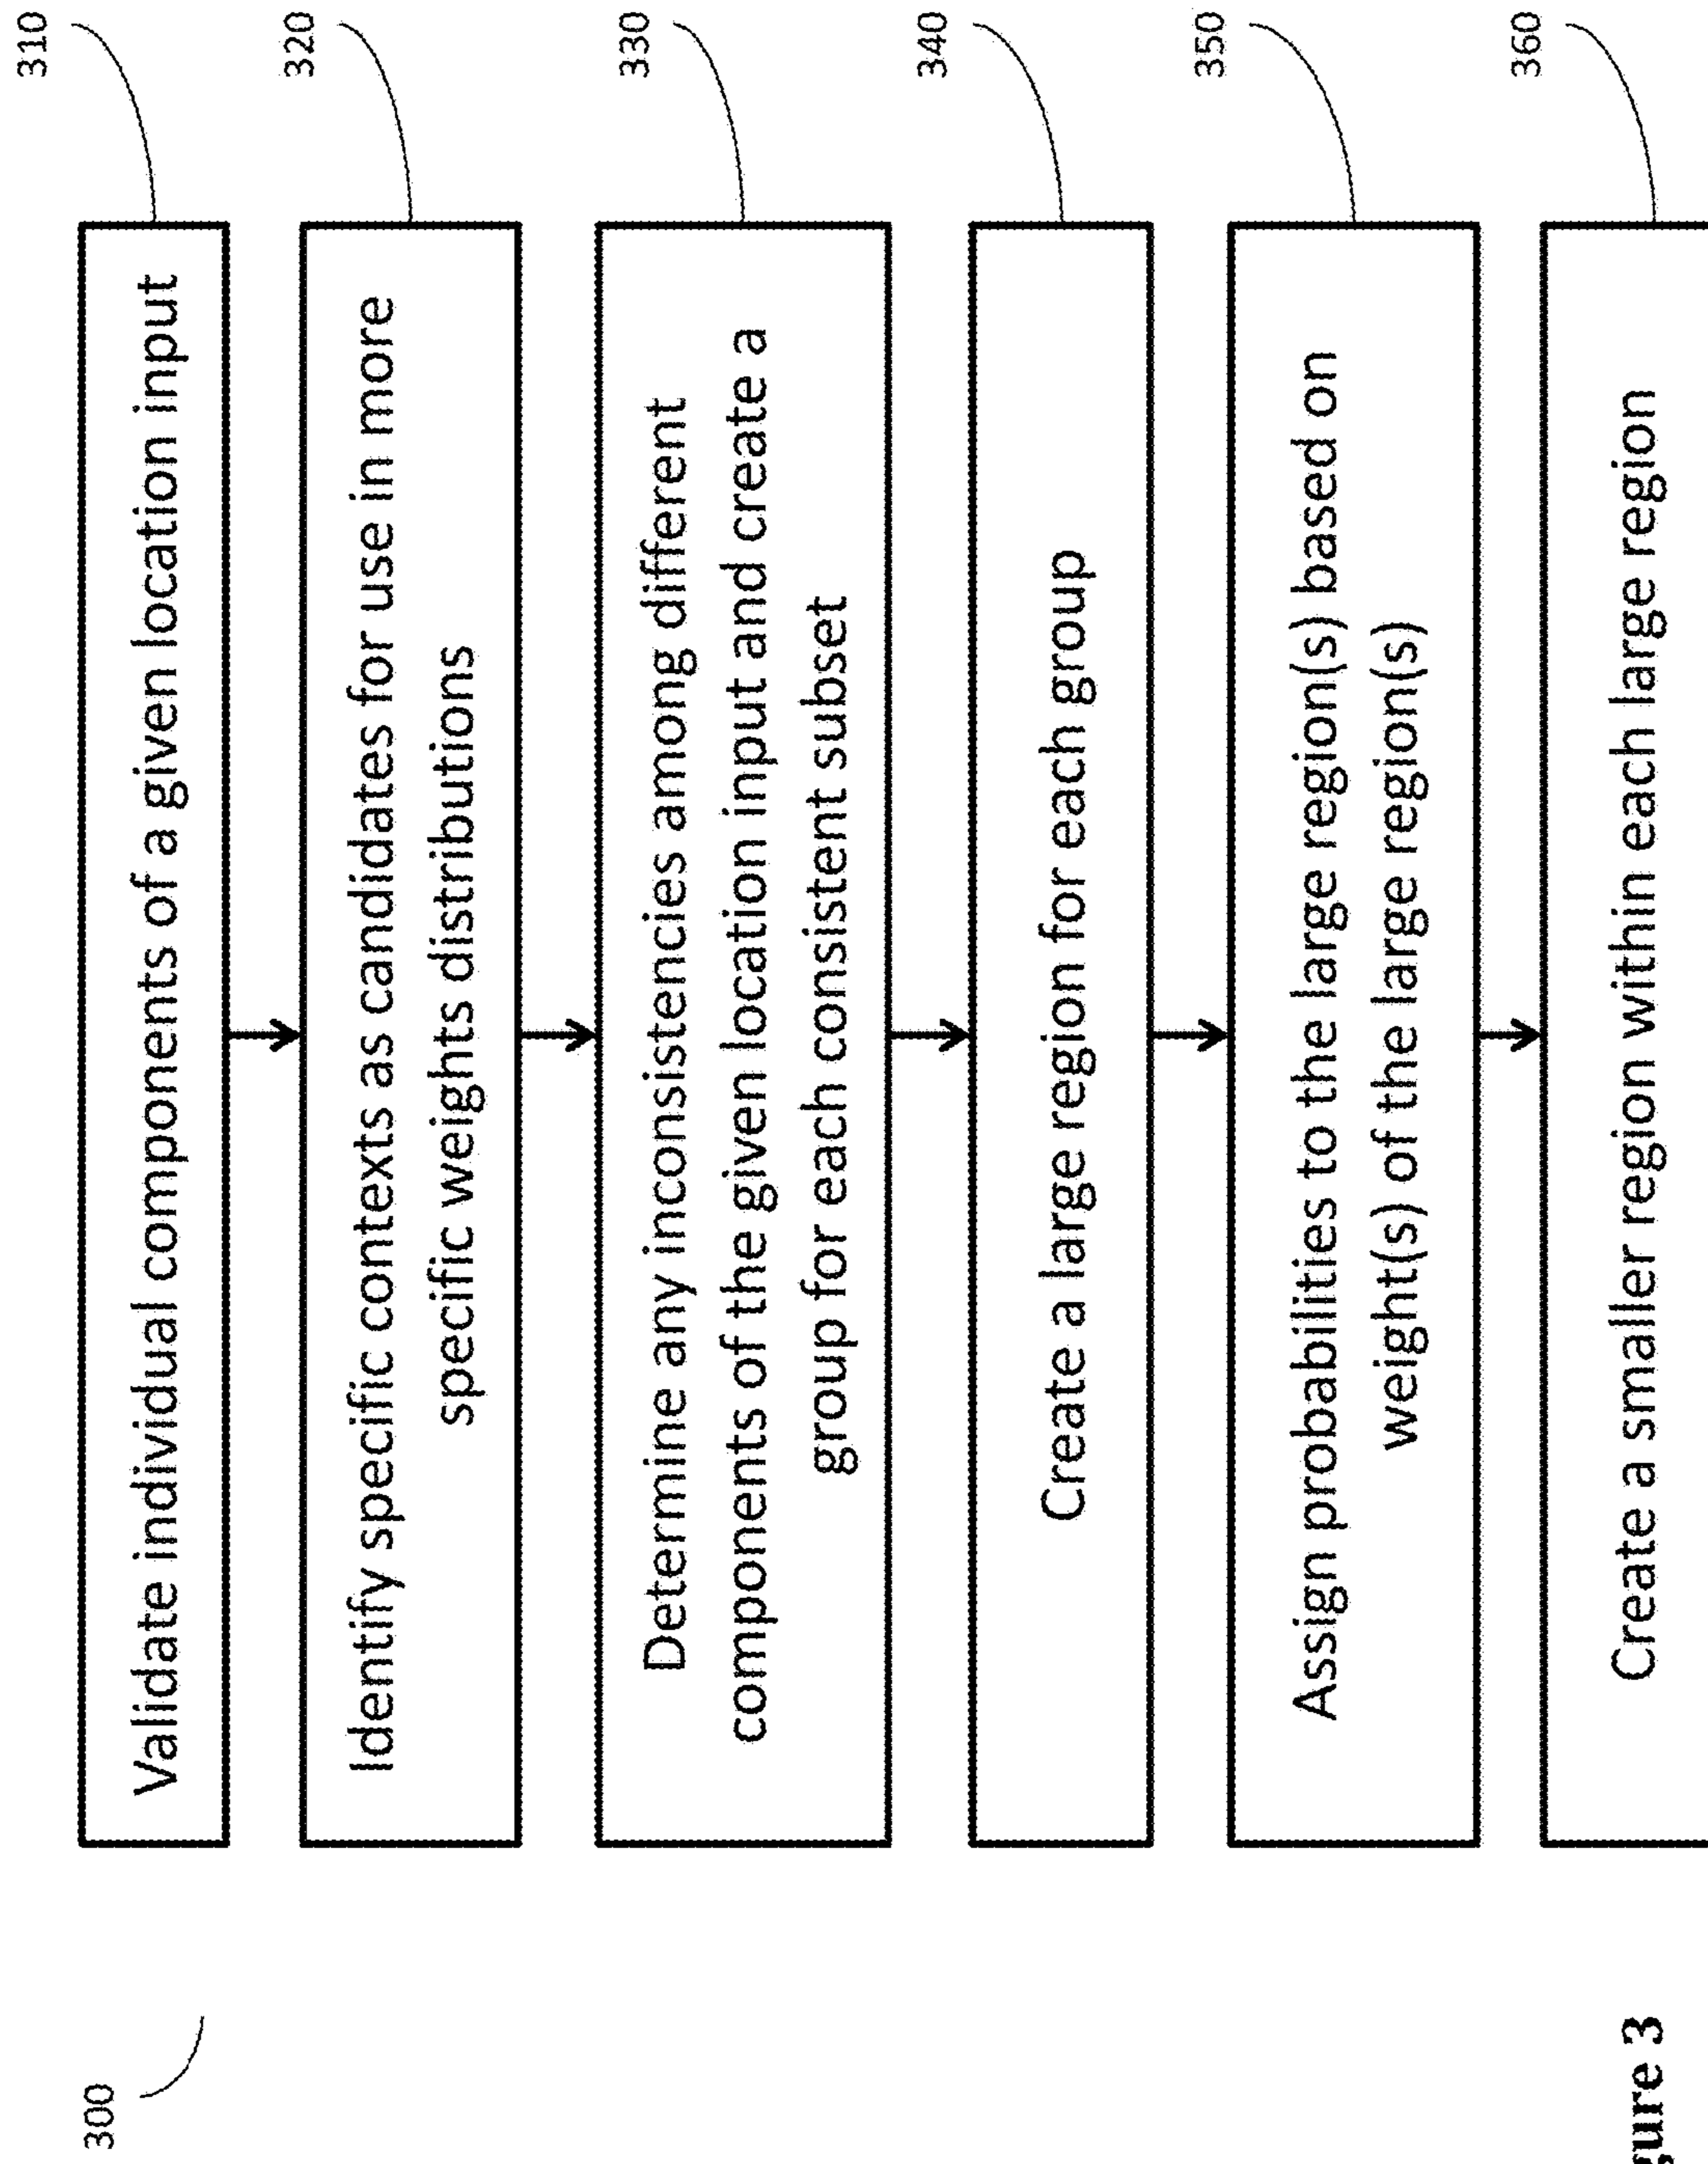 300
Validate individual components of a given location input
310
Identify specific contexts as candidates for use in more
specific weights distributions
320
Determine any inconsistencies among different
components of the given location input and create a
group for each consistent subset
330
Create a large region for each group
340
Assign probabilities to the large region(s) based on
weight(s) of the large region(s)
350
Create a smaller region within each large region
360
gure 3